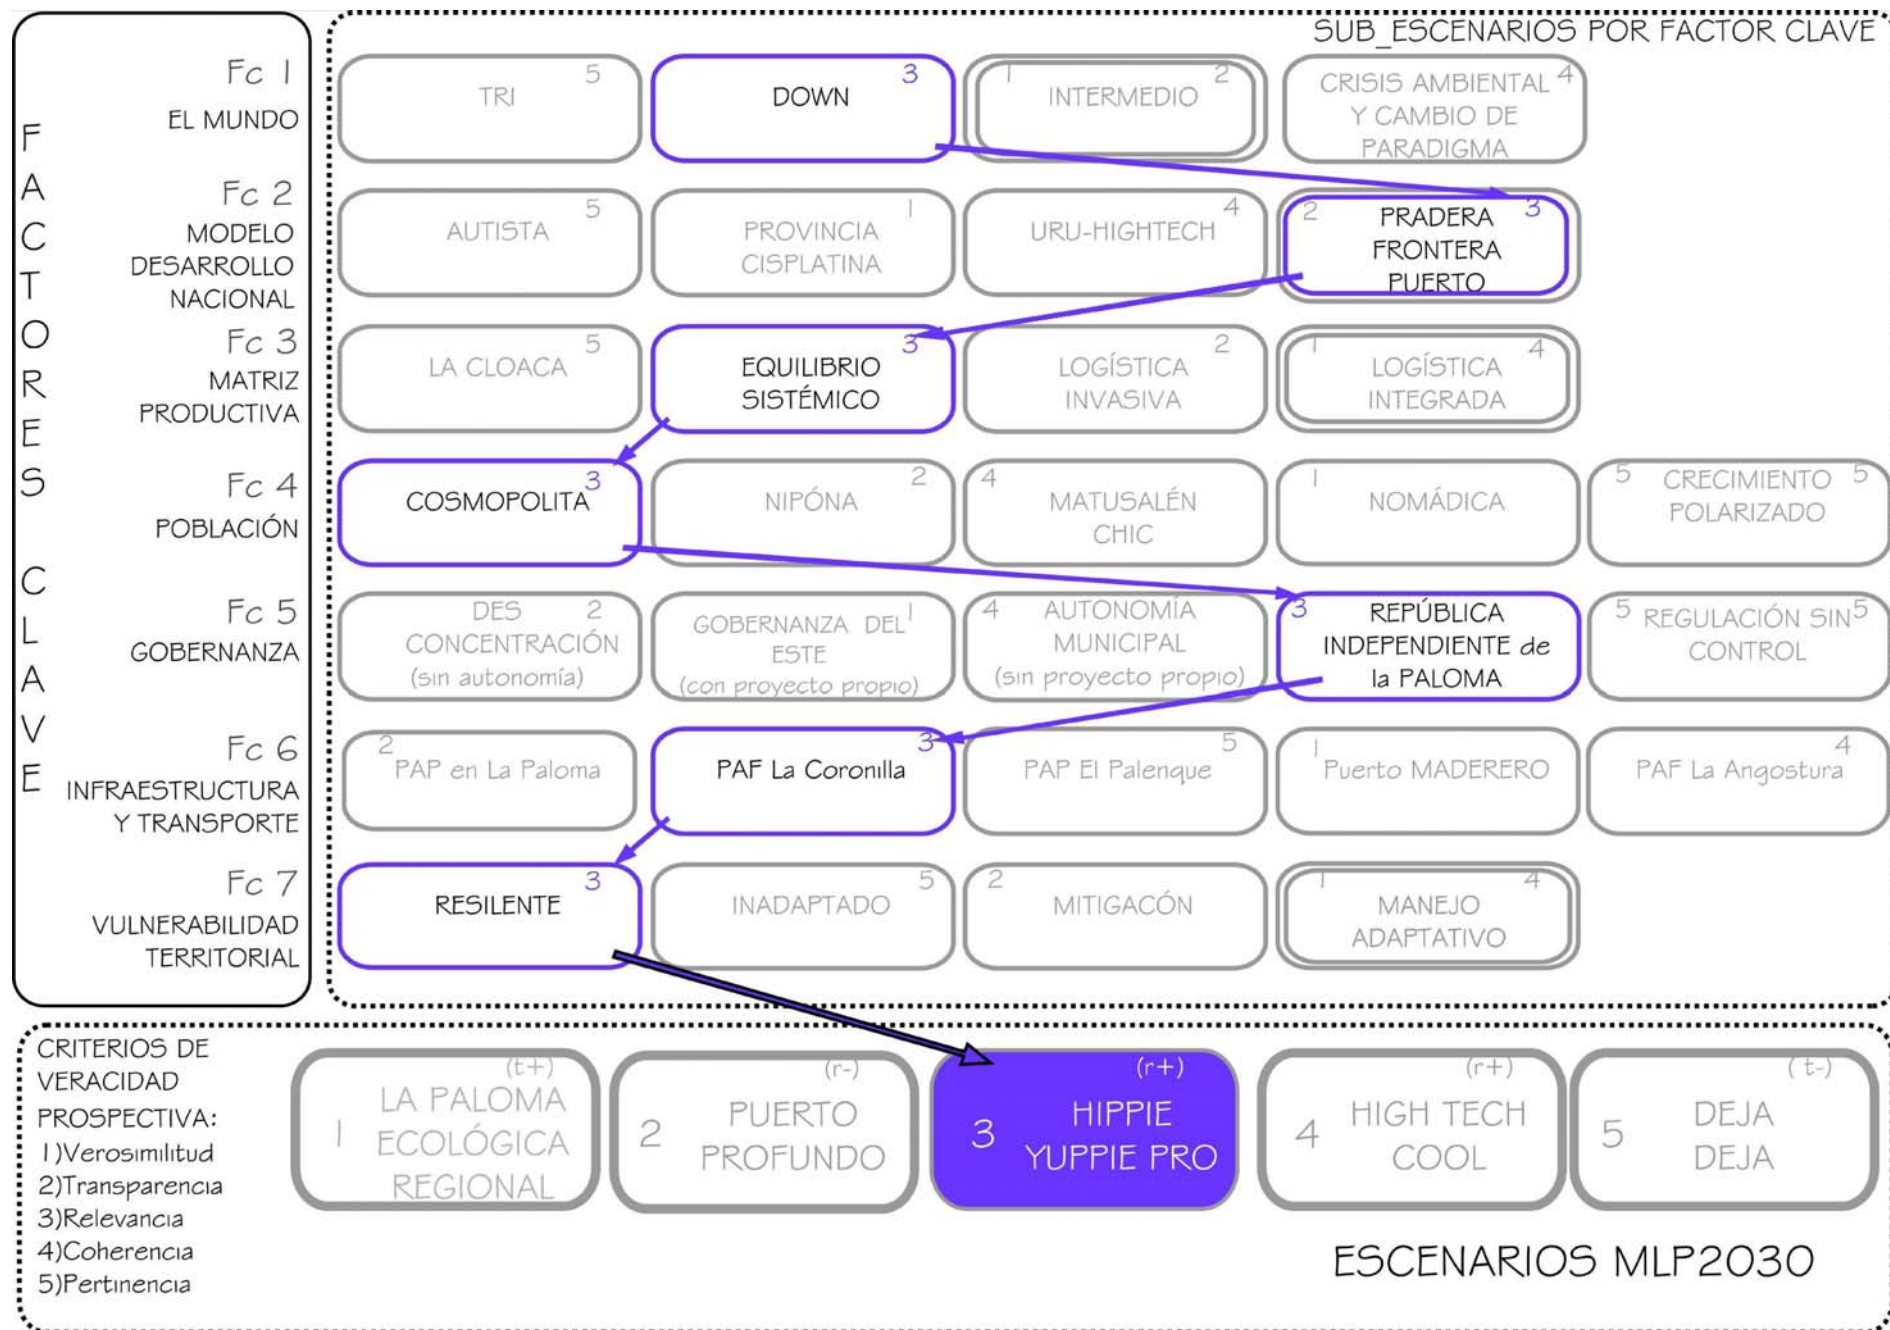 SUB_ESCENARIOS POR FACTOR CLAVE
FACTORES CLAVE
Fc 1
EL MUNDO
TRI 5
DOWN 3
1 INTERMEDIO 2
CRISIS AMBIENTAL 4
Y CAMBIO DE
PARADIGMA
Fc 2
MODELO
DESARROLLO
NACIONAL
AUTISTA 5
PROVINCIA 1
CISPLATINA
URU-HIGHTECH 4
2 PRADERA 3
FRONTERA
PUERTO
Fc 3
MATRIZ
PRODUCTIVA
LA CLOACA 5
EQUILIBRIO 3
SISTÉMICO
LOGÍSTICA 2
INVASIVA
1 LOGÍSTICA 4
INTEGRADA
Fc 4
POBLACIÓN
COSMOPOLITA 3
NIPÓNA 2
4 MATUSALÉN
CHIC
1 NOMÁDICA
5 CRECIMIENTO 5
POLARIZADO
Fc 5
GOBERNANZA
DES 2
CONCENTRACIÓN
(sin autonomía)
GOBERNANZA DEL 1
ESTE
(con proyecto propio)
4 AUTONOMÍA
MUNICIPAL
(sin proyecto propio)
3 REPÚBLICA
INDEPENDIENTE de
la PALOMA
5 REGULACIÓN SIN 5
CONTROL
Fc 6
INFRAESTRUCTURA
Y TRANSPORTE
2 PAP en La Paloma
PAF La Coronilla 3
PAP El Palenque 5
1 Puerto MADERERO
PAF La Angostura 4
Fc 7
VULNERABILIDAD
TERRITORIAL
RESILENTE 3
INADAPTADO 5
2 MITIGACÓN
1 MANEJO 4
ADAPTATIVO
CRITERIOS DE
VERACIDAD
PROSPECTIVA:
1)Verosimilitud
2)Transparencia
3)Relevancia
4)Coherencia
5)Pertinencia
(t+)
1 LA PALOMA
ECOLÓGICA
REGIONAL
(r-)
2 PUERTO
PROFUNDO
(r+)
3 HIPPIE
YUPPIE PRO
(r+)
4 HIGH TECH
COOL
(t-)
5 DEJA
DEJA
ESCENARIOS MLP2030